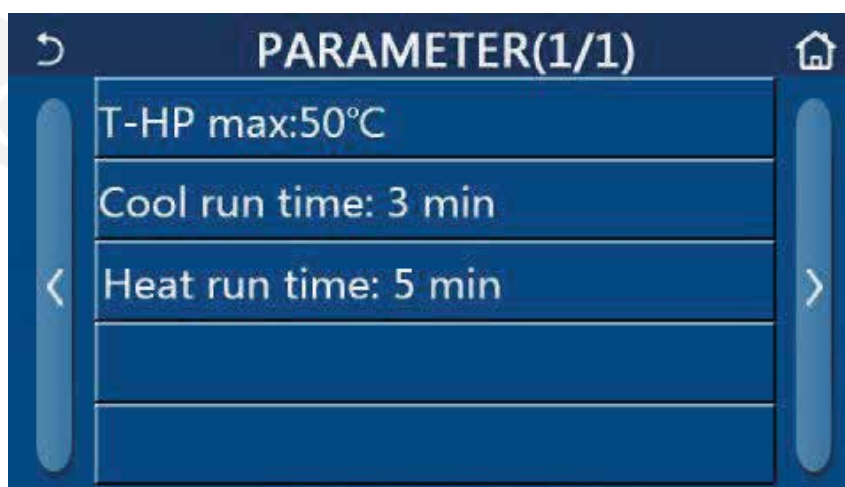 PARAMETER(1/1)
T-HP max:50℃
Cool run time: 3 min
Heat run time: 5 min